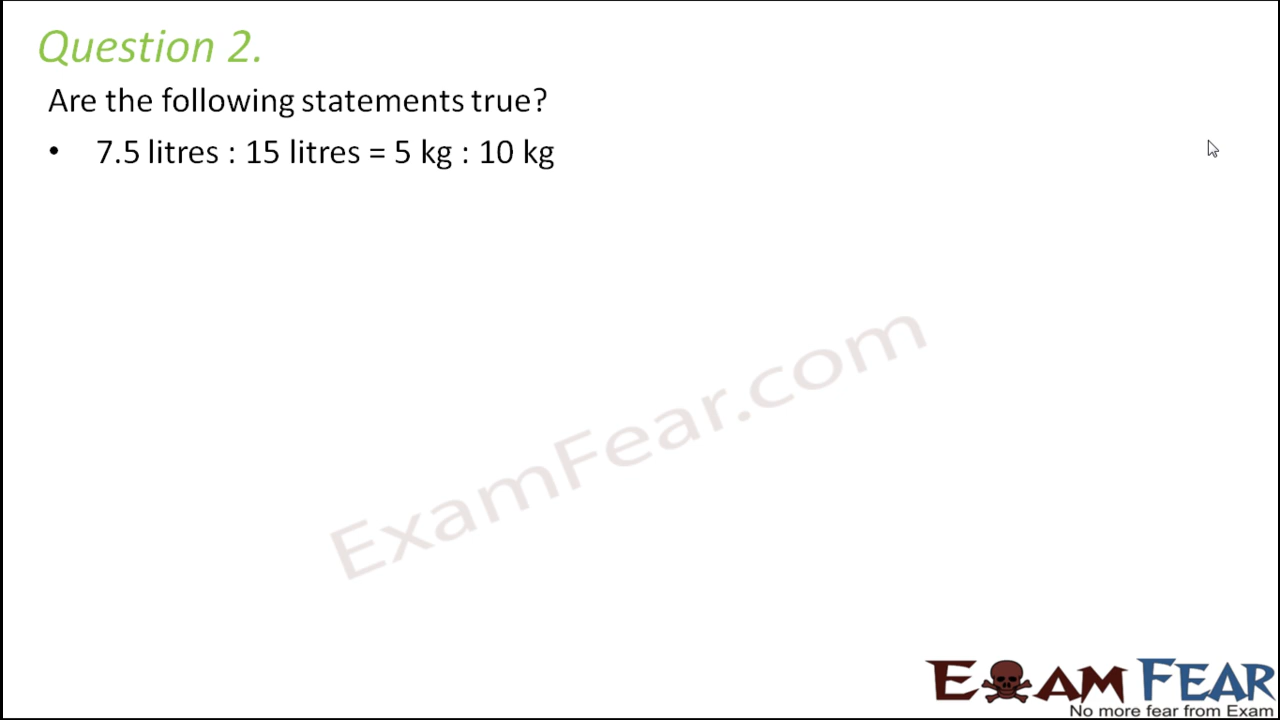 Question 2.
Are the following statements true?
• 7.5 litres : 15 litres = 5 kg : 10 kg
ExamFear.com
EXAM FEAR
No more fear from Exam